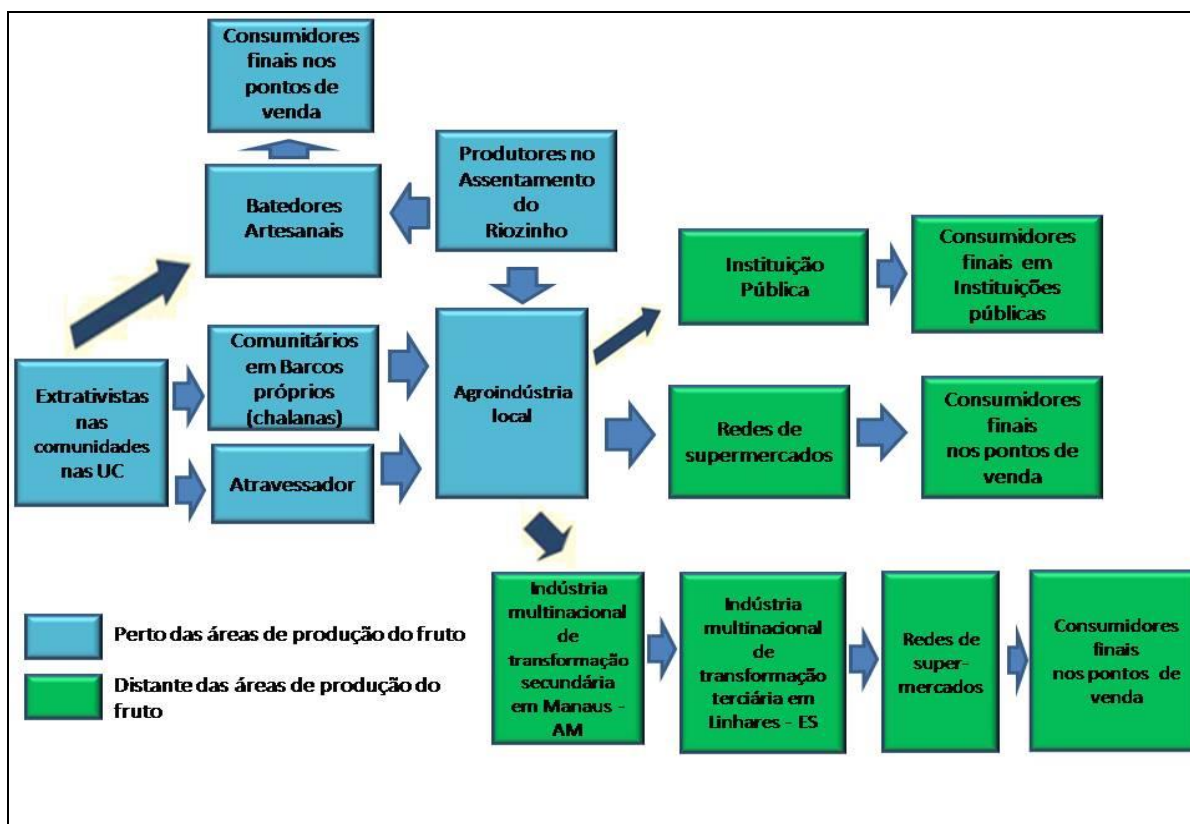 Consumidores
finais nos
pontos de
venda
Produtores no
Assentamento
do
Riozinho
Batedores
Artesanais
Instituição
Pública
Consumidores
finais em
Instituições
públicas
Extrativistas
nas
comunidades
nas UC
Comunitários
em Barcos
próprios
(chalanas)
Atravessador
Agroindústria
local
Redes de
supermercados
Consumidores
finais
nos pontos de
venda
Indústria
multinacional
de
transformação
secundária
em Manaus -
AM
Indústria
multinacional
de
transformação
terciária em
Linhares - ES
Redes de
super-
mercados
Consumidores
finais
nos pontos de
venda
Perto das áreas de produção do fruto
Distante das áreas de produção do
fruto